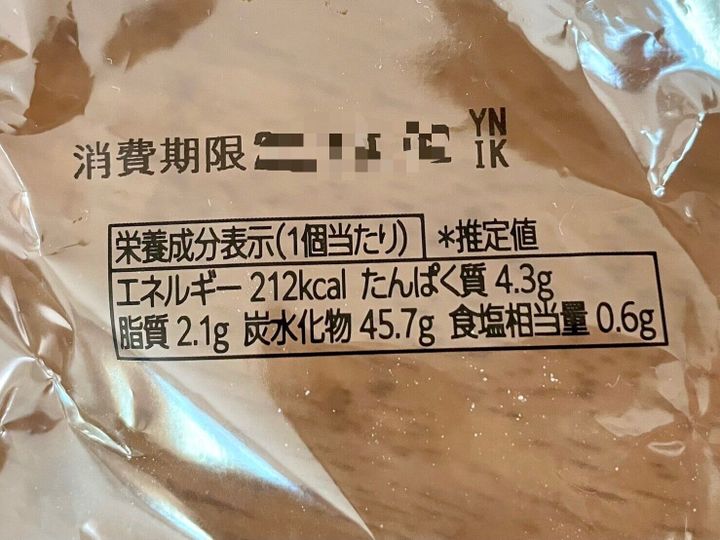 消費期限
YN
IK
栄養成分表示(1個当たり) *推定値
エネルギー 212kcal たんぱく質 4.3g
脂質 2.1g 炭水化物 45.7g 食塩相当量 0.6g